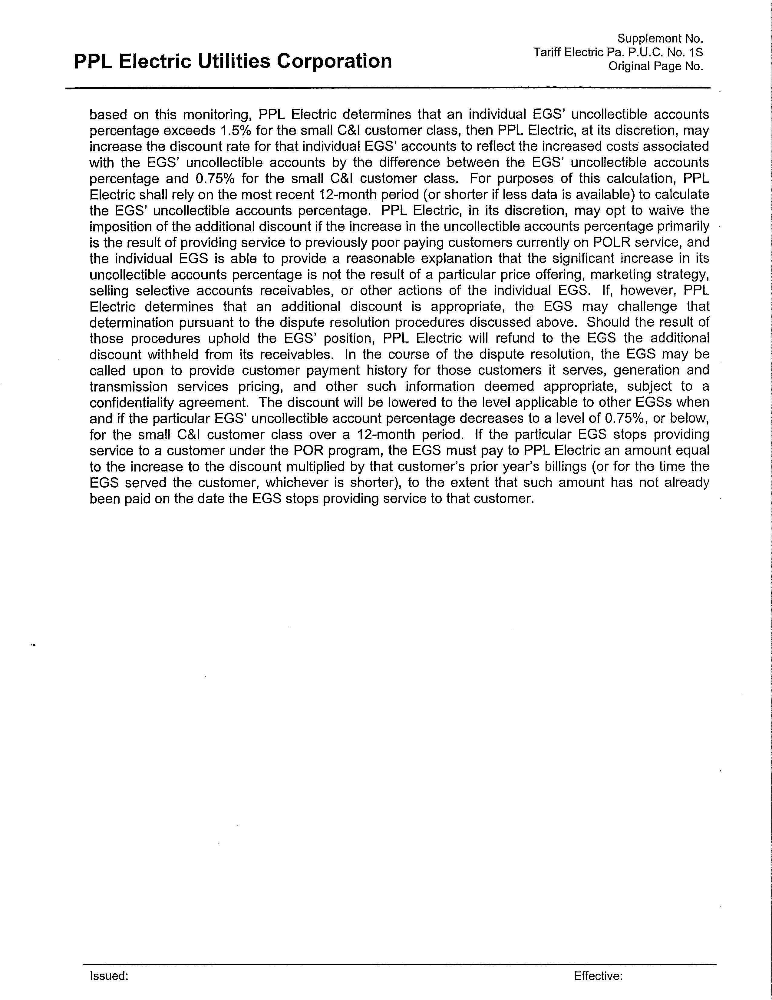 Supplement No.
Tariff Electric Pa. P.U.C. No. 1S
PPL Electric Utilities Corporation
Original Page No.
based on this monitoring, PPL Electric determines that an individual EGS' uncollectible accounts
percentage exceeds 1.5% for the small C&I customer class, then PPL Electric, at its discretion, may
increase the discount rate for that individual EGS' accounts to reflect the increased costs associated
with the EGS' uncollectible accounts by the difference between the EGS' uncollectible accounts
percentage and 0.75% for the small C&I customer class. For purposes of this calculation, PPL
Electric shall rely on the most recent 12-month period (or shorter if less data is available) to calculate
the EGS' uncollectible accounts percentage. PPL Electric, in its discretion, may opt to waive the
imposition of the additional discount if the increase in the uncollectible accounts percentage primarily
is the result of providing service to previously poor paying customers currently on POLR service, and
the individual EGS is able to provide a reasonable explanation that the significant increase in its
uncollectible accounts percentage is not the result of a particular price offering, marketing strategy,
selling selective accounts receivables, or other actions of the individual EGS. If, however, PPL
Electric determines that an additional discount is appropriate, the EGS may challenge that
determination pursuant to the dispute resolution procedures discussed above. Should the result of
those procedures uphold the EGS' position, PPL Electric will refund to the EGS the additional
discount withheld from its receivables. In the course of the dispute resolution, the EGS may be
called upon to provide customer payment history for those customers it serves, generation and
transmission services pricing, and other such information deemed appropriate, subject to a
confidentiality agreement. The discount will be lowered to the level applicable to other EGSs when
and if the particular EGS' uncollectible account percentage decreases to a level of 0.75%, or below,
for the small C&I customer class over a 12-month period. If the particular EGS stops providing
service to a customer under the POR program, the EGS must pay to PPL Electric an amount equal
to the increase to the discount multiplied by that customer's prior year's billings (or for the time the
EGS served the customer, whichever is shorter), to the extent that such amount has not already
been paid on the date the EGS stops providing service to that customer.
Issued:
Effective: